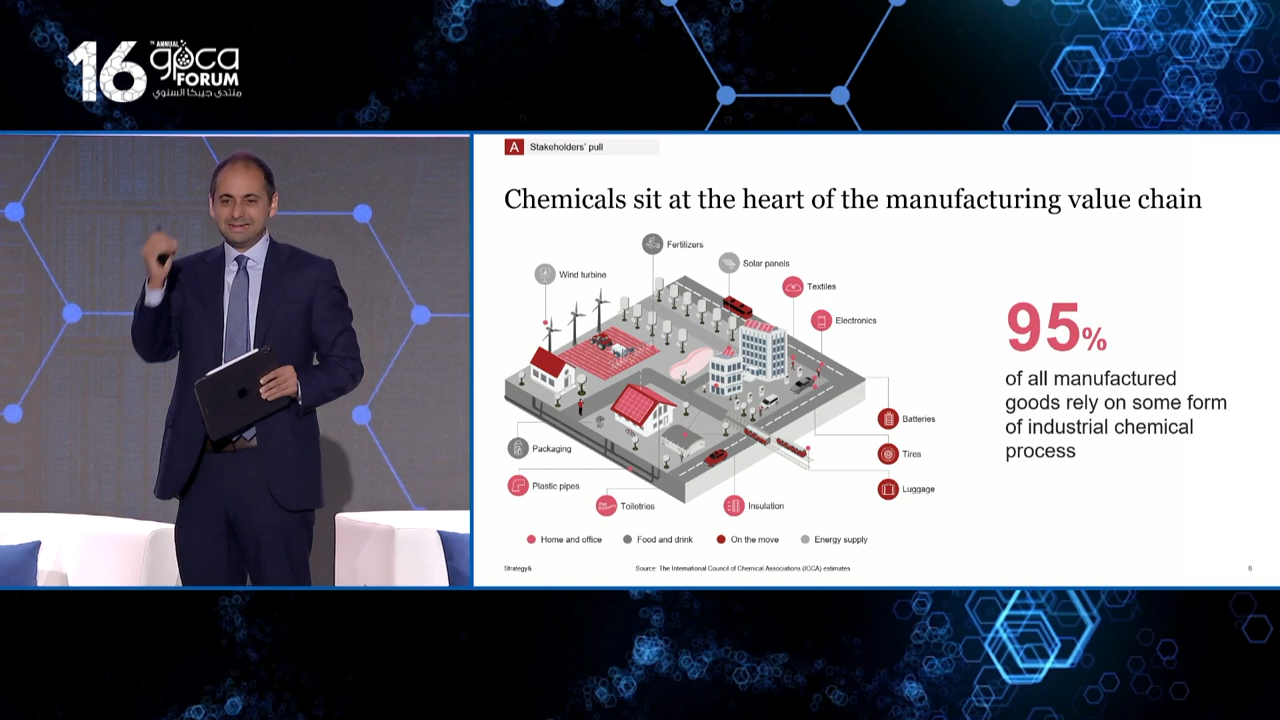 16
TH ANNUAL
gpca
FORUM
منتدى جيبكا السنوي
A Stakeholders' pull
Chemicals sit at the heart of the manufacturing value chain
Fertilizers
Solar panels
Wind turbine
Textiles
Electronics
95%
of all manufactured
goods rely on some form
of industrial chemical
process
Batteries
Packaging
Tires
Plastic pipes
Luggage
Toiletries
Insulation
Home and office
Food and drink
On the move
Energy supply
Strategy&
Source: The International Council of Chemical Associations (ICCA) estimates
6